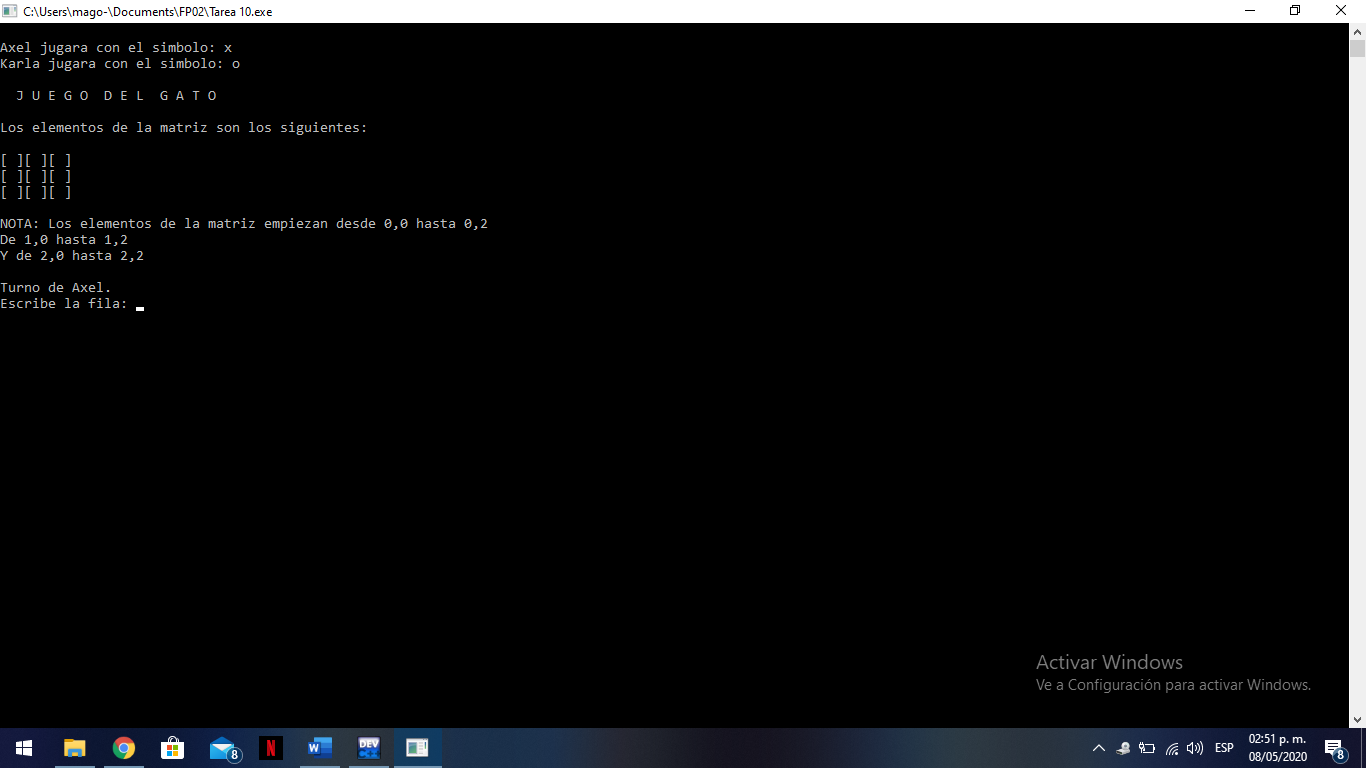 C:\Users\mago-\Documents\FP02\Tarea 10.exe
Axel jugara con el simbolo: x
Karla jugara con el simbolo: o
J U E G O  D E L  G A T O
Los elementos de la matriz son los siguientes:
[ ][ ][ ]
[ ][ ][ ]
[ ][ ][ ]
NOTA: Los elementos de la matriz empiezan desde 0,0 hasta 0,2
De 1,0 hasta 1,2
Y de 2,0 hasta 2,2
Turno de Axel.
Escribe la fila:
Activar Windows
Ve a Configuración para activar Windows.
8
N
W
DEV
ESP
02:51 p. m.
08/05/2020
8